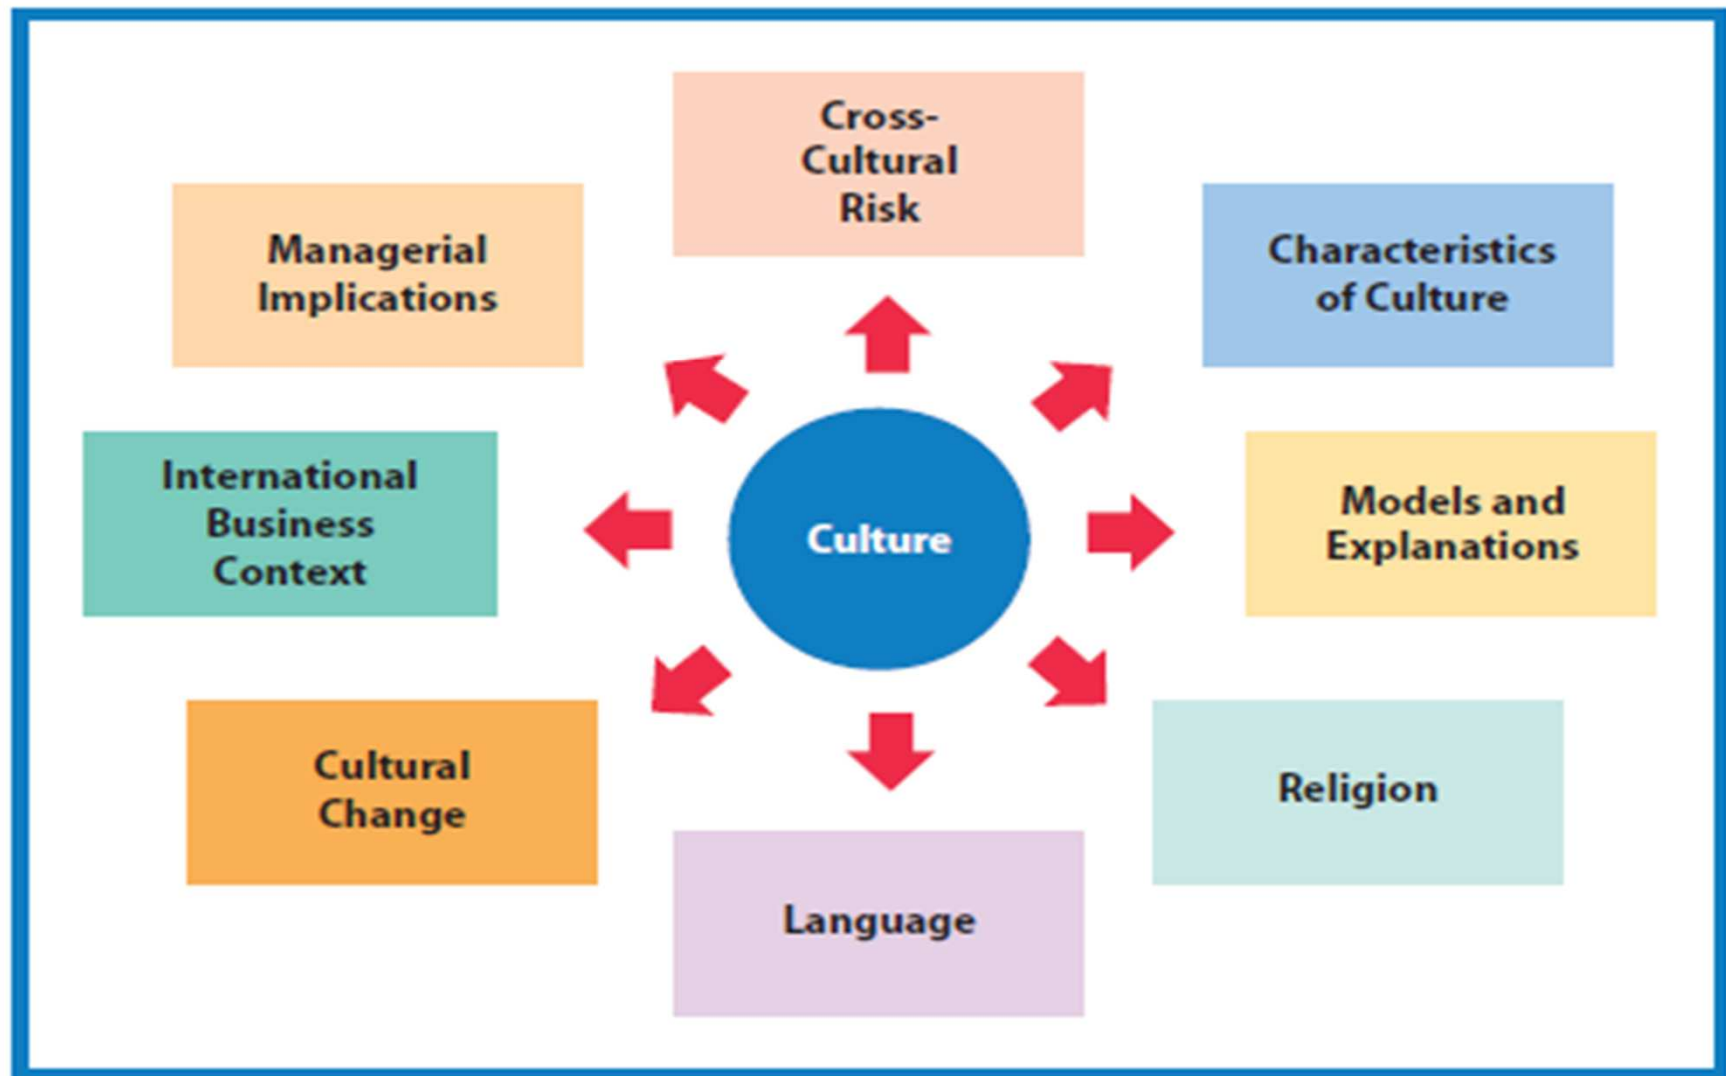 Cross-
Cultural
Risk
Managerial
Implications
Characteristics
of Culture
International
Business
Context
Culture
Models and
Explanations
Cultural
Change
Religion
Language